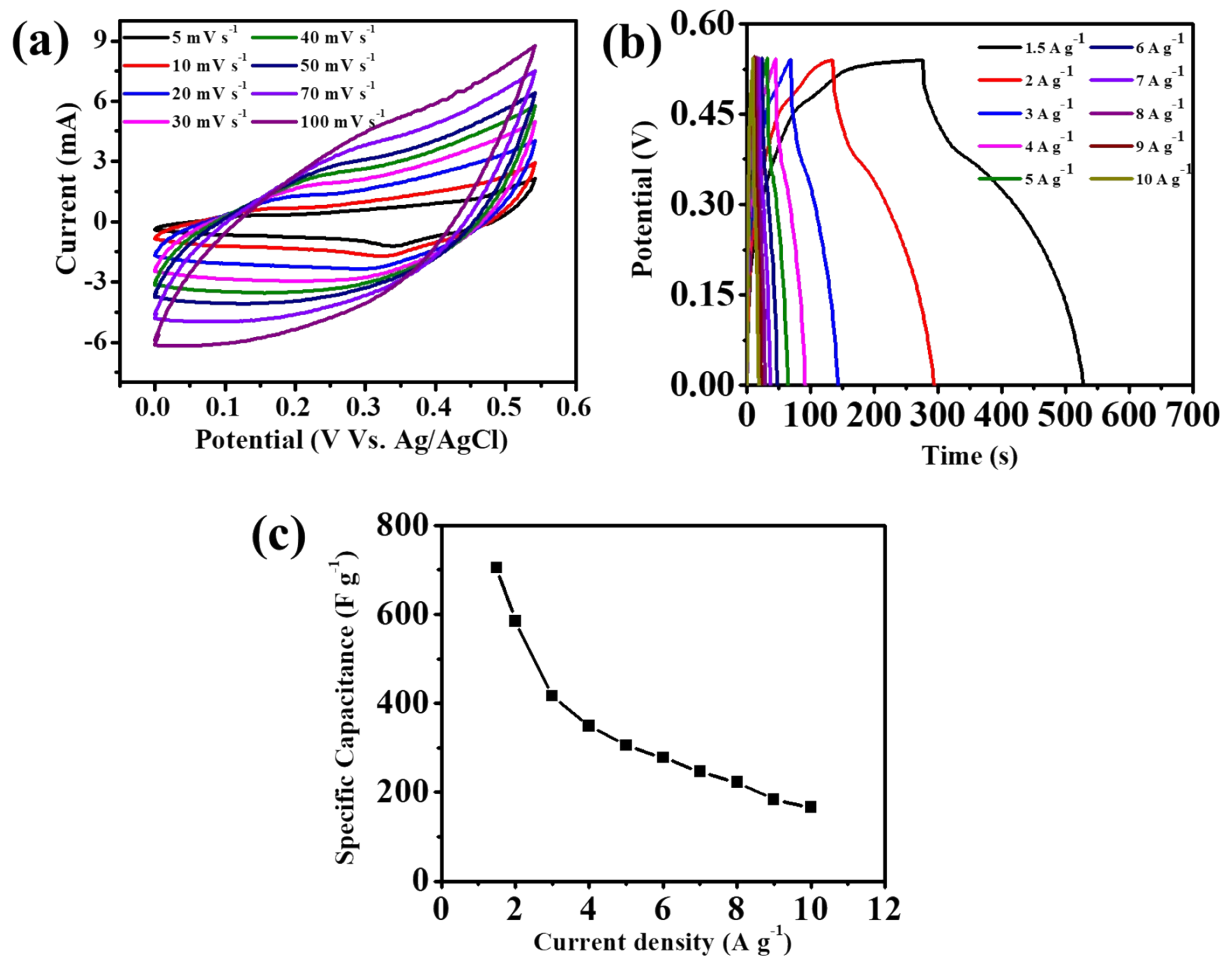 (a)
9
6
3
0
-3
-6
Current (mA)
5 mV s⁻¹
10 mV s⁻¹
20 mV s⁻¹
30 mV s⁻¹
40 mV s⁻¹
50 mV s⁻¹
70 mV s⁻¹
100 mV s⁻¹
0.0 0.1 0.2 0.3 0.4 0.5 0.6
Potential (V Vs. Ag/AgCl)
(b)
0.60
0.45
0.30
0.15
0.00
Potential (V)
1.5 A g⁻¹
2 A g⁻¹
3 A g⁻¹
4 A g⁻¹
5 A g⁻¹
6 A g⁻¹
7 A g⁻¹
8 A g⁻¹
9 A g⁻¹
10 A g⁻¹
0 100 200 300 400 500 600 700
Time (s)
(c)
800
600
400
200
0
Specific Capacitance (F g⁻¹)
2 4 6 8 10 12
Current density (A g⁻¹)